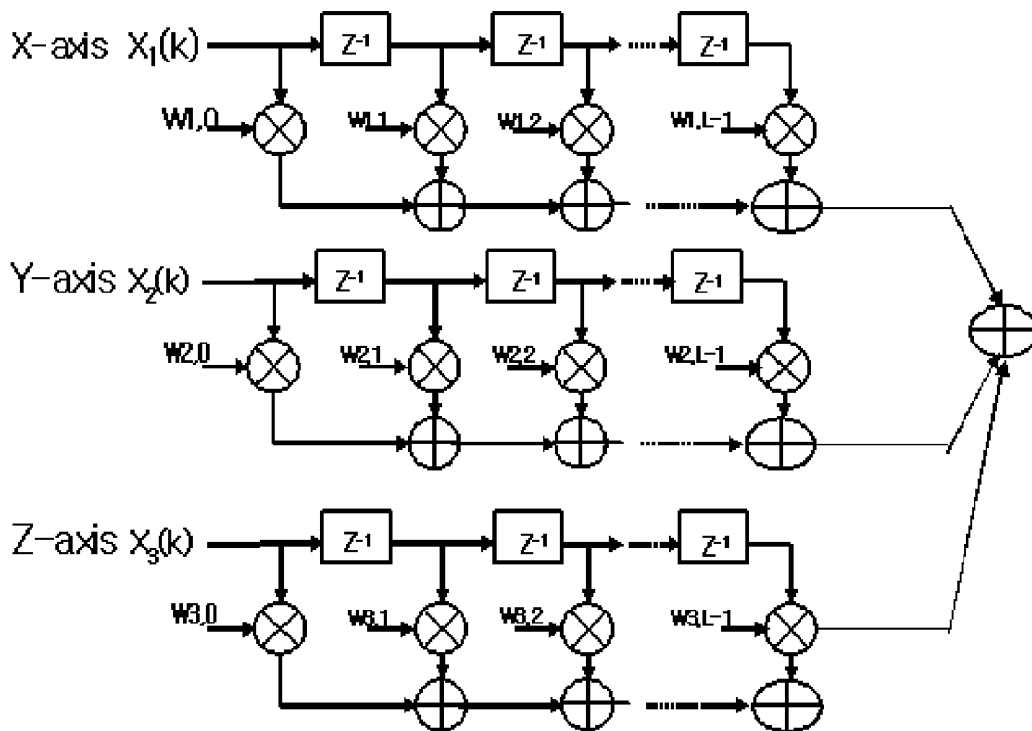 X-axis X₁(k) Z⁻¹ Z⁻¹ Z⁻¹
W1,0 W1,1 W1,2 W1,L-1
Y-axis X₂(k) Z⁻¹ Z⁻¹ Z⁻¹
W2,0 W2,1 W2,2 W2,L-1
Z-axis X₃(k) Z⁻¹ Z⁻¹ Z⁻¹
W3,0 W3,1 W3,2 W3,L-1